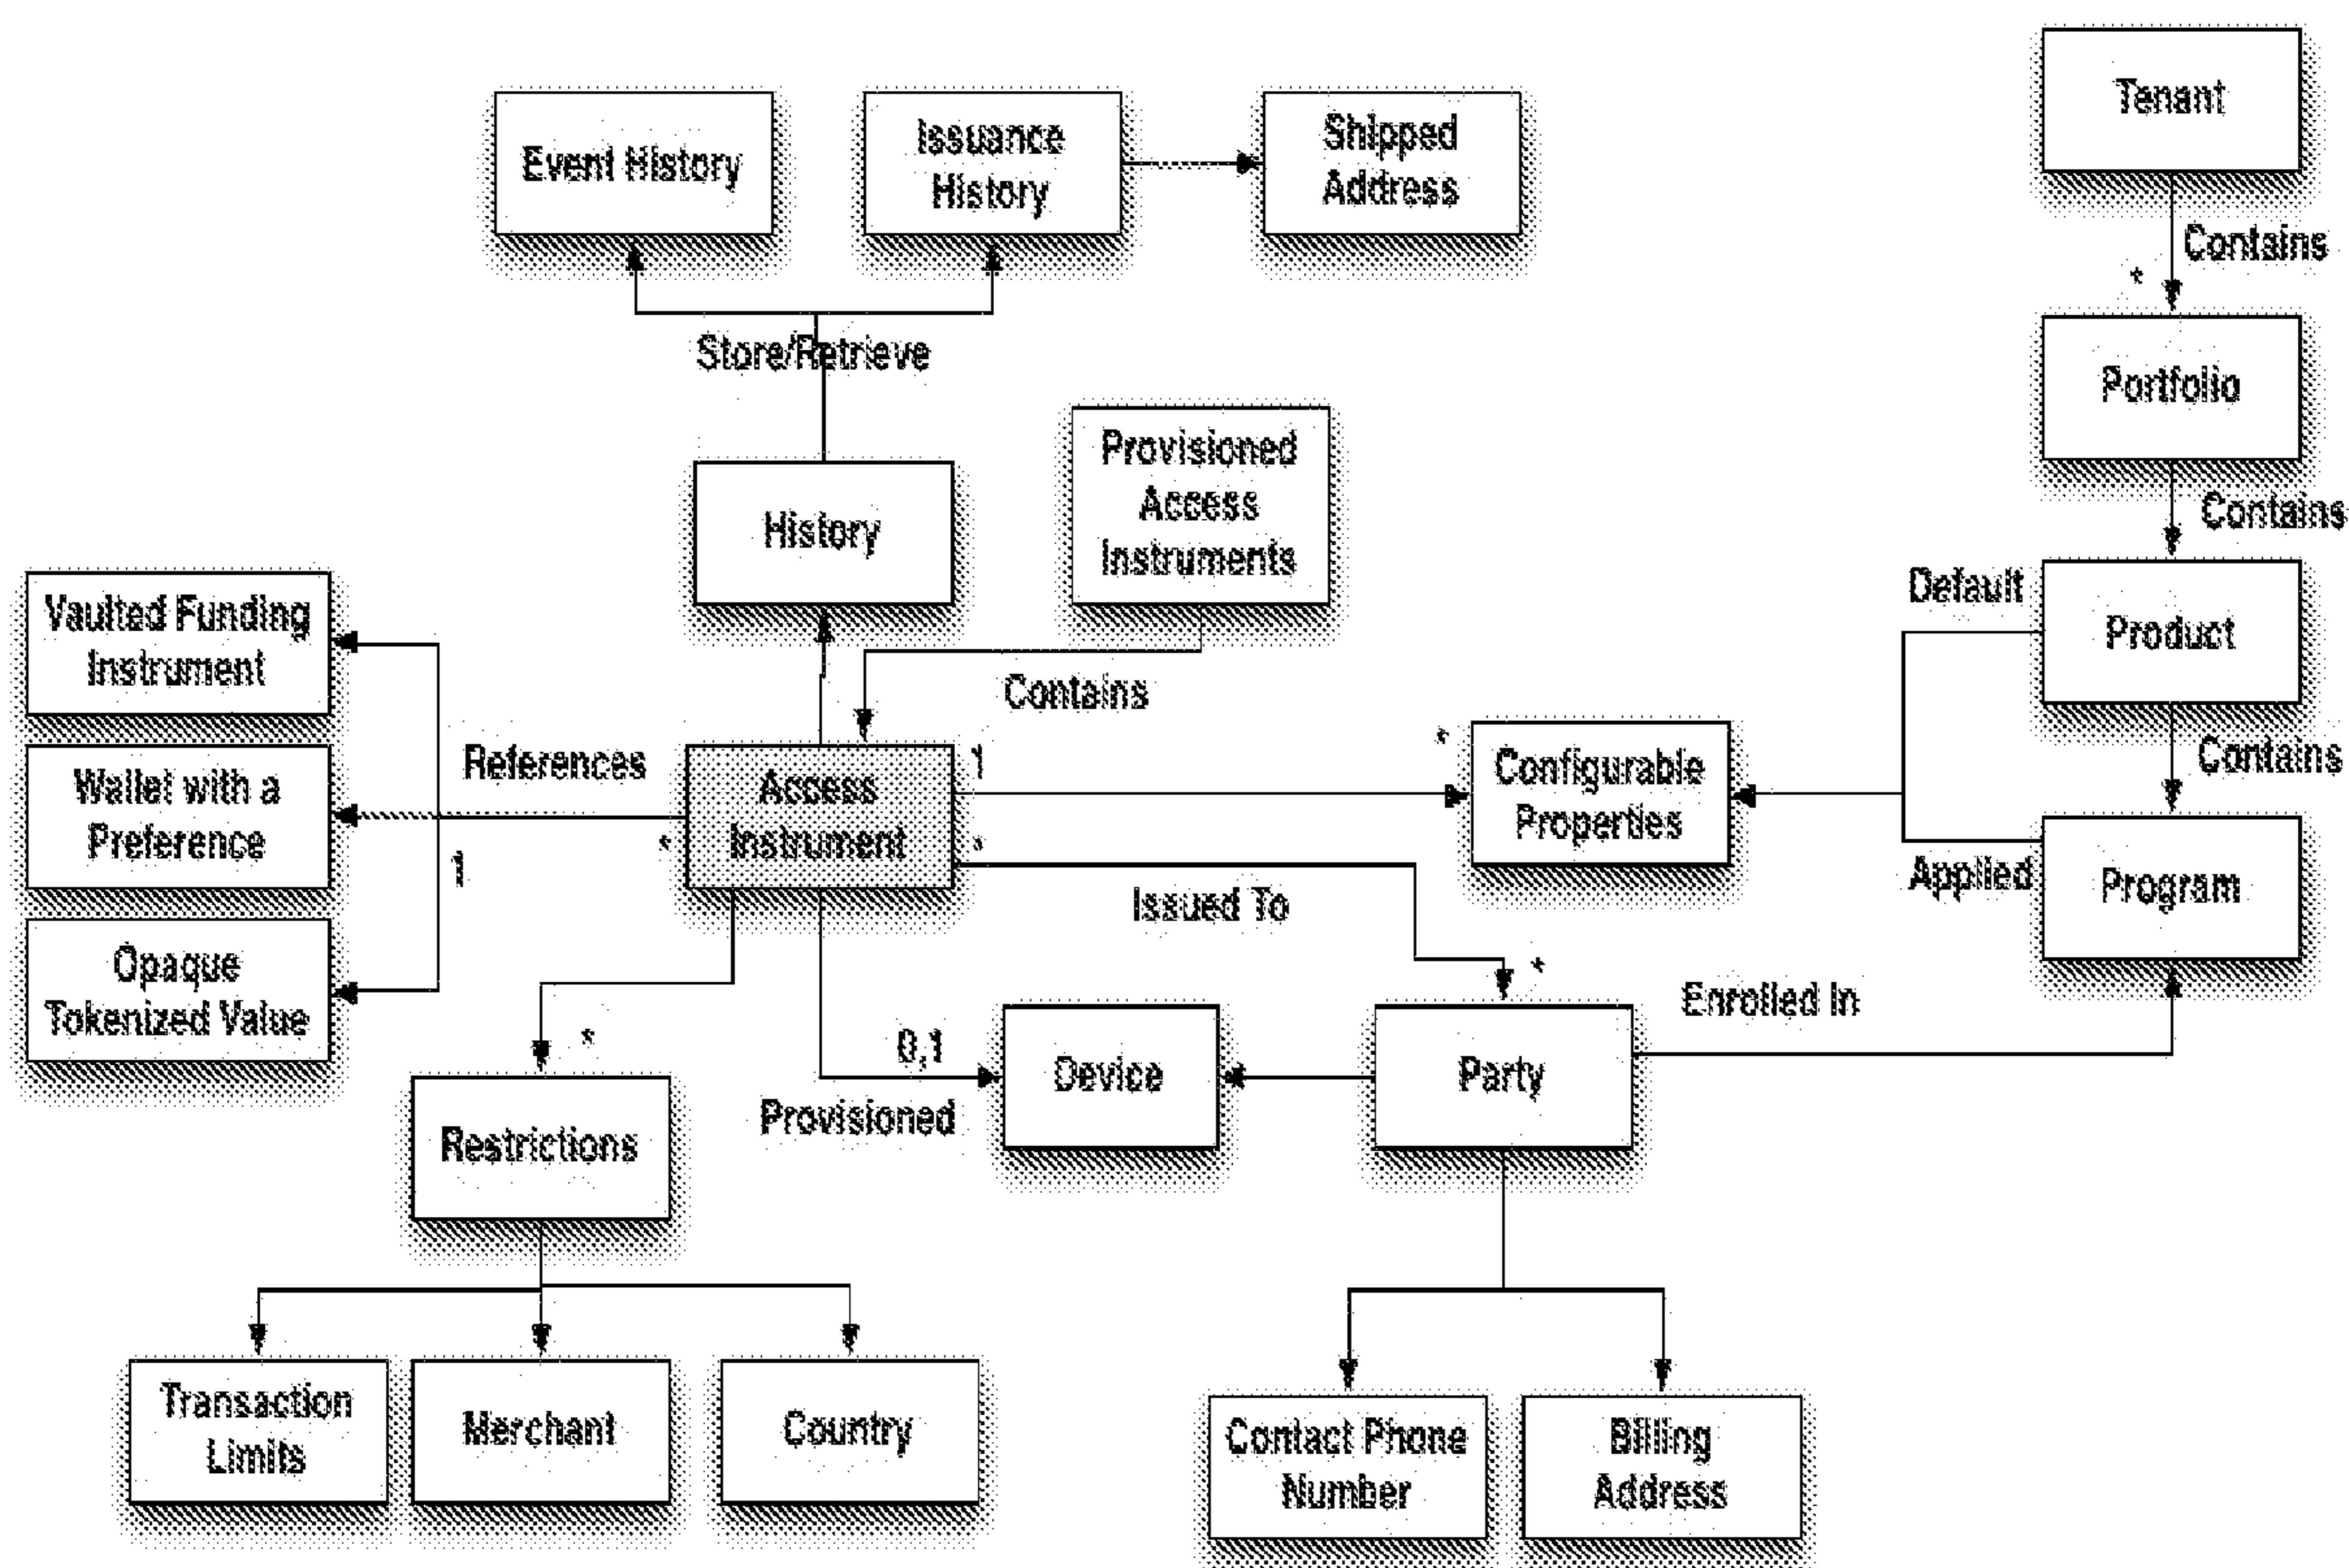 Tenant
Event History
Issuance
History
Shipped
Address
Contains
*
Store/Retrieve
Portfolio
Provisioned
Access
Instruments
History
Contains
Vaulted Funding
Instrument
Default
Product
Contains
References
Access
Instrument
1
*
Configurable
Properties
Contains
Wallet with a
Preference
*
1
*
Issued To
Applied
Program
Opaque
Tokenized Value
*
*
Enrolled In
0,1
Device
Party
Provisioned
Restrictions
Transaction
Limits
Merchant
Country
Contact Phone
Number
Billing
Address